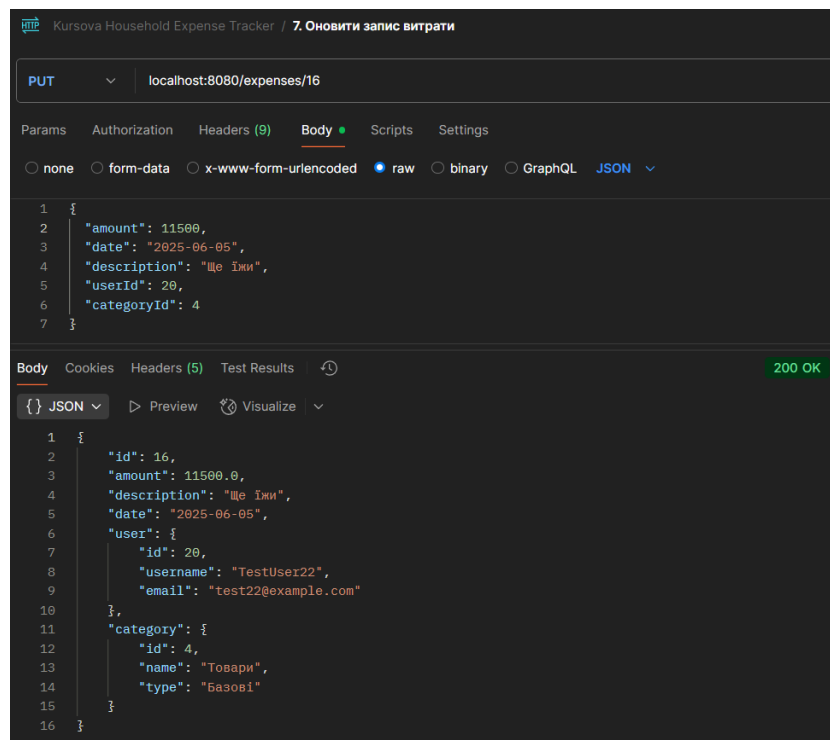 HTTP Kursova Household Expense Tracker / 7. Оновити запис витрати
PUT localhost:8080/expenses/16
Params Authorization Headers (9) Body Scripts Settings
none form-data x-www-form-urlencoded raw binary GraphQL JSON
1 {
2 "amount": 11500,
3 "date": "2025-06-05",
4 "description": "Ще їжи",
5 "userId": 20,
6 "categoryId": 4
7 }
Body Cookies Headers (5) Test Results 200 OK
{} JSON Preview Visualize
1 {
2 "id": 16,
3 "amount": 11500.0,
4 "description": "Ще їжи",
5 "date": "2025-06-05",
6 "user": {
7 "id": 20,
8 "username": "TestUser22",
9 "email": "test22@example.com"
10 },
11 "category": {
12 "id": 4,
13 "name": "Товари",
14 "type": "Базові"
15 }
16 }